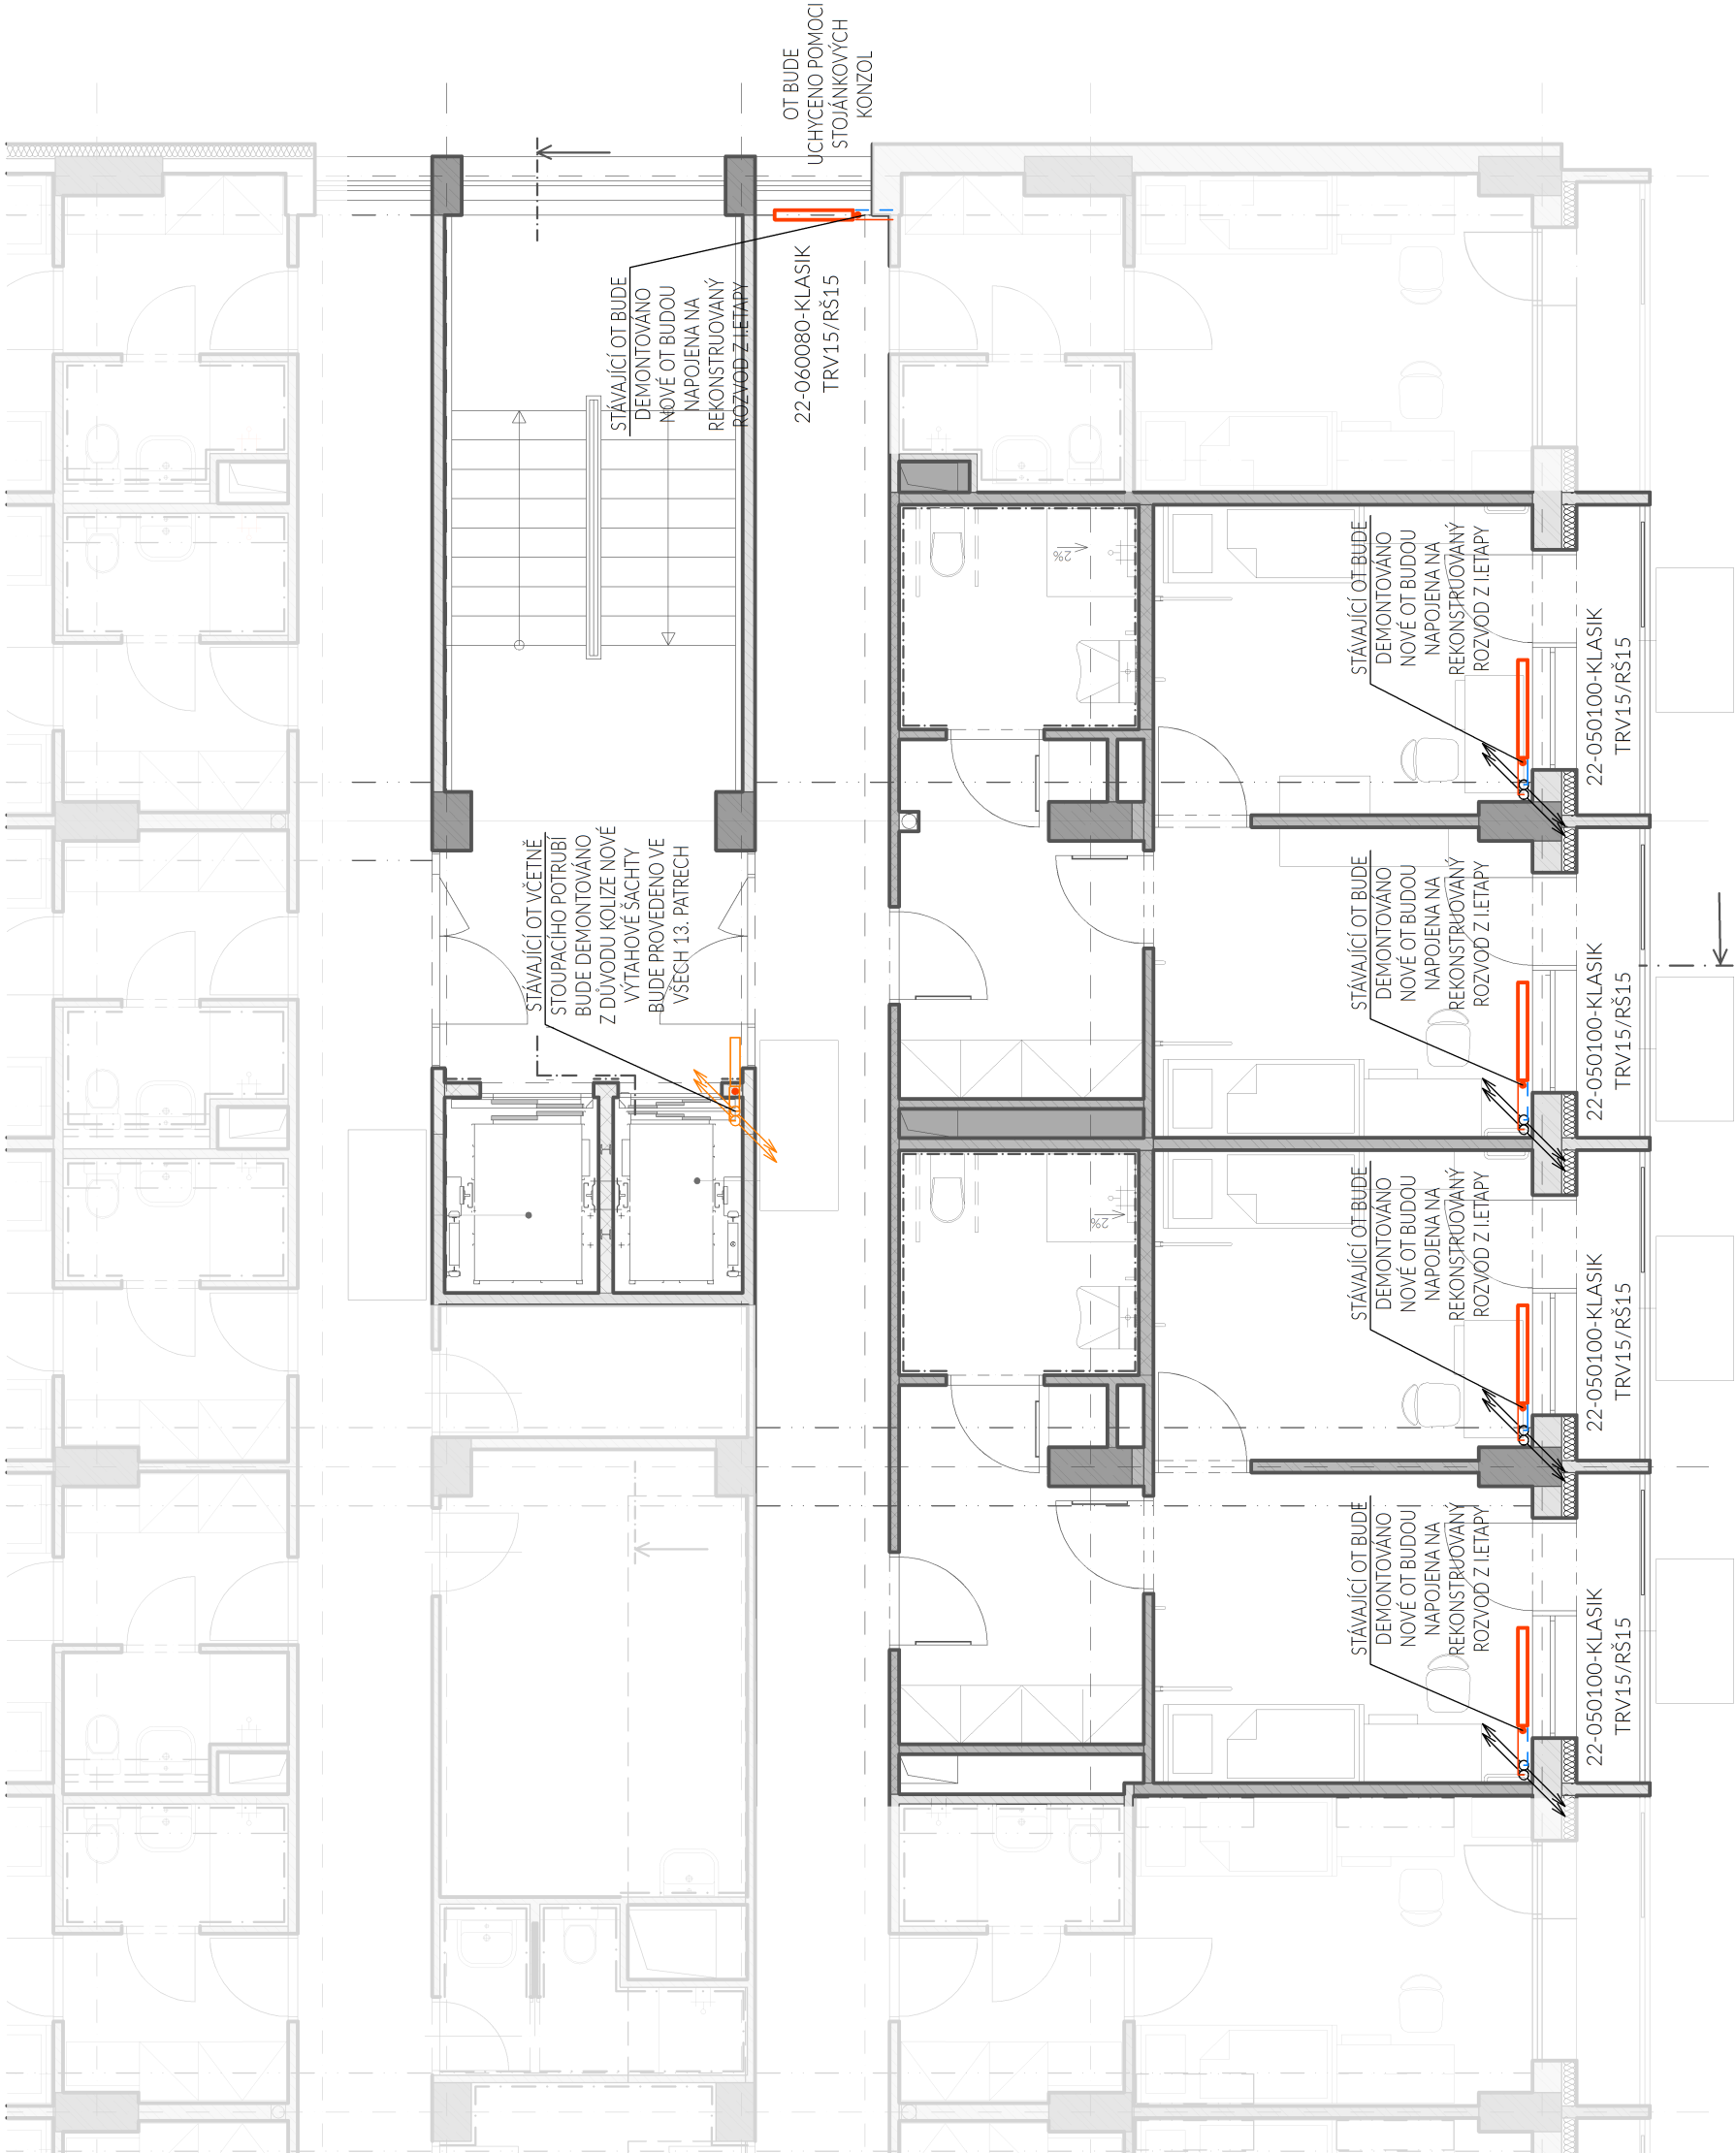 OT BUDE
UCHYCENO POMOCI
STOJÁNKOVÝCH
KONZOL
STÁVAJÍCÍ OT BUDE
DEMONTOVÁNO
NOVÉ OT BUDOU
NAPOJENA NA
REKONSTRUOVANÝ
ROZVOD Z I.ETAPY
22-060080-KLASIK
TRV15/RŠ15
STÁVAJÍCÍ OT VČETNĚ
STOUPACÍHO POTRUBÍ
BUDE DEMONTOVÁNO
Z DŮVODU KOLIZE NOVÉ
VÝTAHOVÉ ŠACHTY
BUDE PROVEDENO VE
VŠECH 13. PATRECH
2%
STÁVAJÍCÍ OT BUDE
DEMONTOVÁNO
NOVÉ OT BUDOU
NAPOJENA NA
REKONSTRUOVANÝ
ROZVOD Z I.ETAPY
22-050100-KLASIK
TRV15/RŠ15
STÁVAJÍCÍ OT BUDE
DEMONTOVÁNO
NOVÉ OT BUDOU
NAPOJENA NA
REKONSTRUOVANÝ
ROZVOD Z I.ETAPY
22-050100-KLASIK
TRV15/RŠ15
2%
STÁVAJÍCÍ OT BUDE
DEMONTOVÁNO
NOVÉ OT BUDOU
NAPOJENA NA
REKONSTRUOVANÝ
ROZVOD Z I.ETAPY
22-050100-KLASIK
TRV15/RŠ15
STÁVAJÍCÍ OT BUDE
DEMONTOVÁNO
NOVÉ OT BUDOU
NAPOJENA NA
REKONSTRUOVANÝ
ROZVOD Z I.ETAPY
22-050100-KLASIK
TRV15/RŠ15